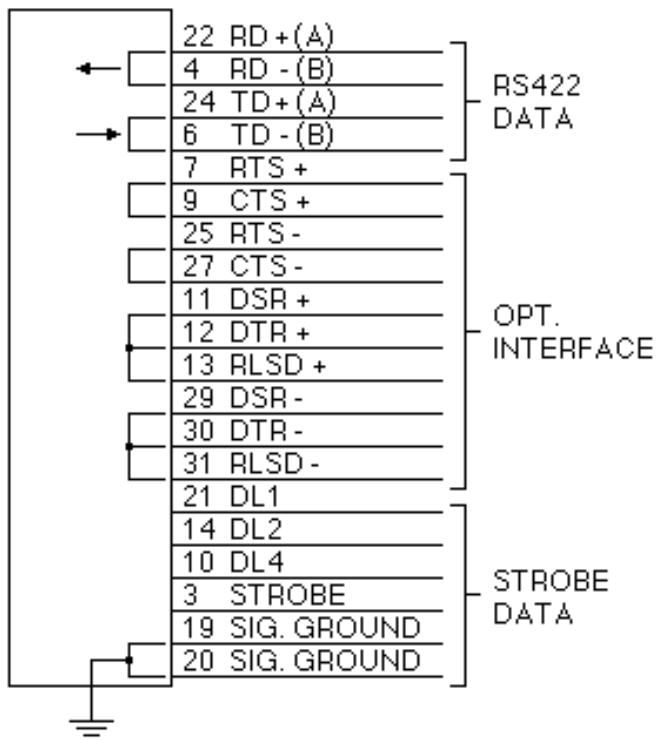 22 RD +(A)
4 RD - (B)
24 TD+(A)
6 TD - (B)
RS422
DATA
7 RTS +
9 CTS +
25 RTS -
27 CTS -
11 DSR +
12 DTR +
13 RLSD +
29 DSR -
30 DTR -
31 RLSD -
OPT.
INTERFACE
21 DL1
14 DL2
10 DL4
3 STROBE
19 SIG. GROUND
20 SIG. GROUND
STROBE
DATA